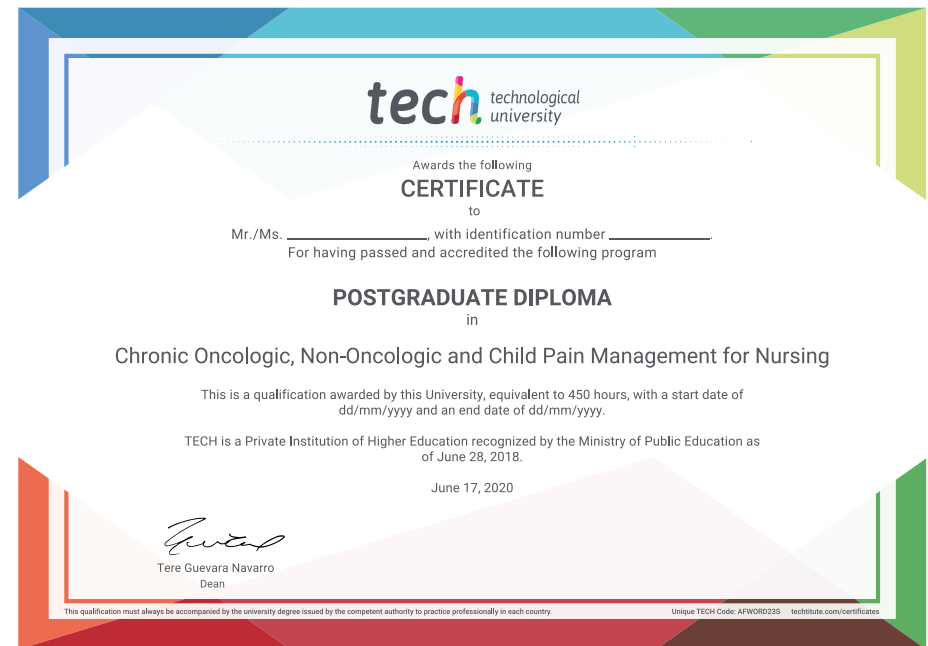 tech technological
university
Awards the following
CERTIFICATE
to
Mr./Ms. ____________________, with identification number ______________.
For having passed and accredited the following program
POSTGRADUATE DIPLOMA
in
Chronic Oncologic, Non-Oncologic and Child Pain Management for Nursing
This is a qualification awarded by this University, equivalent to 450 hours, with a start date of
dd/mm/yyyy and an end date of dd/mm/yyyy.
TECH is a Private Institution of Higher Education recognized by the Ministry of Public Education as
of June 28, 2018.
June 17, 2020
Tere Guevara Navarro
Dean
This qualification must always be accompanied by the university degree issued by the competent authority to practice professionally in each country.
Unique TECH Code: AFWORD23S techtitute.com/certificates